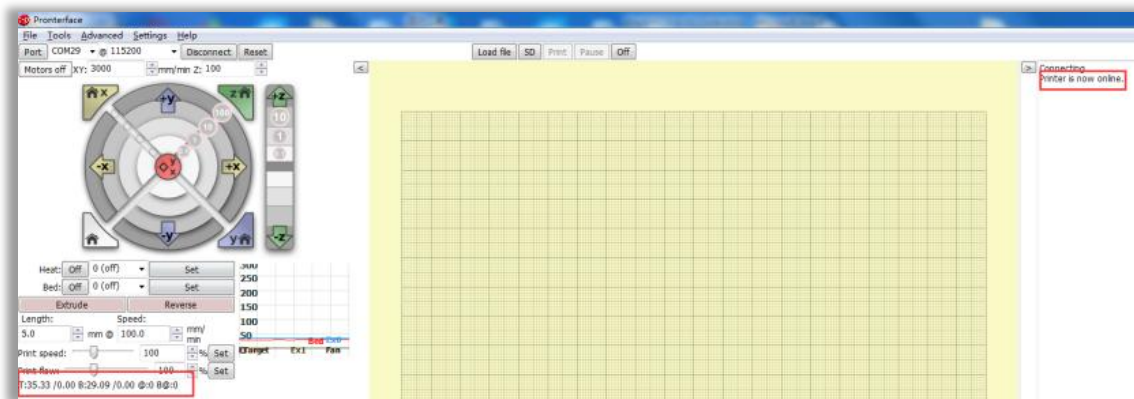 Pronterface
File Tools Advanced Settings Help
Port COM29 @ 115200 Disconnect Reset
Load file SD Print Pause Off
Motors off XY: 3000 mm/min Z: 100
<
>
Connecting...
Printer is now online.
X
z
+y
+z
100
10
1
10
1
-x
y
x
+x
-y
y
-z
Heat: Off 0 (off) Set
Bed: Off 0 (off) Set
Extrude Reverse
Length: Speed:
5.0 mm @ 100.0 mm/
min
Print speed: 100 % Set
Print flow: 100 % Set
300
250
200
150
100
50
Bed Ex0
Target Ex1 Fan
T:35.33 /0.00 B:29.09 /0.00 @:0 B@:0